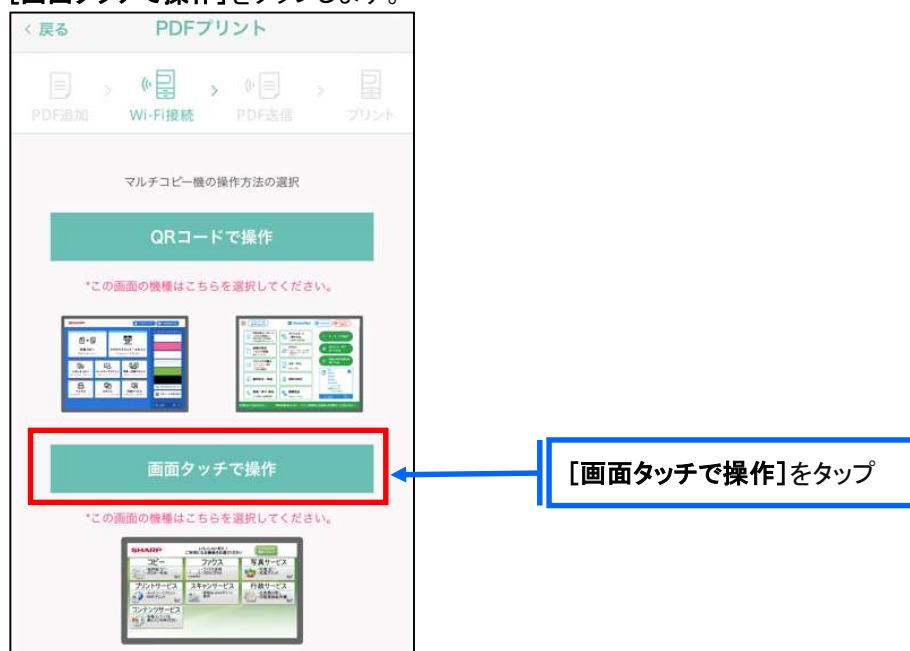 [画面タッチで操作]をタップします。
< 戻る PDFプリント
PDF追加 > Wi-Fi接続 > PDF送信 > プリント
マルチコピー機の操作方法の選択
QRコードで操作
*この画面の機種はこちらを選択してください。
画面タッチで操作
[画面タッチで操作]をタップ
*この画面の機種はこちらを選択してください。
SHARP
コピー ファクス 写真サービス
プリントサービス スキャンサービス 行政サービス
コンテンツサービス